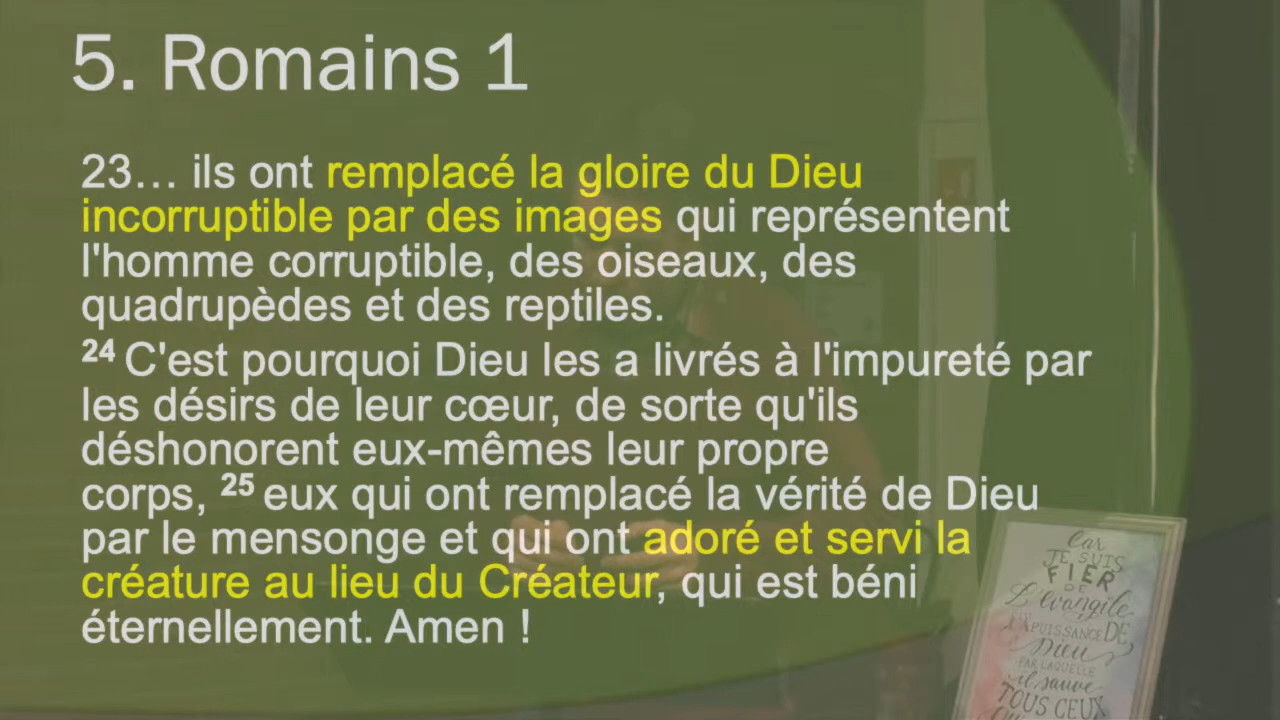 5. Romains 1
23… ils ont remplacé la gloire du Dieu
incorruptible par des images qui représentent
l'homme corruptible, des oiseaux, des
quadrupèdes et des reptiles.
24 C'est pourquoi Dieu les a livrés à l'impureté par
les désirs de leur cœur, de sorte qu'ils
déshonorent eux-mêmes leur propre
corps, 25 eux qui ont remplacé la vérité de Dieu
par le mensonge et qui ont adoré et servi la
créature au lieu du Créateur, qui est béni
éternellement. Amen !
Car
JE SUIS
FIER
DE
L'évangile
LA PUISSANCE DE
Dieu
PAR LAQUELLE
il sauve
TOUS CEUX